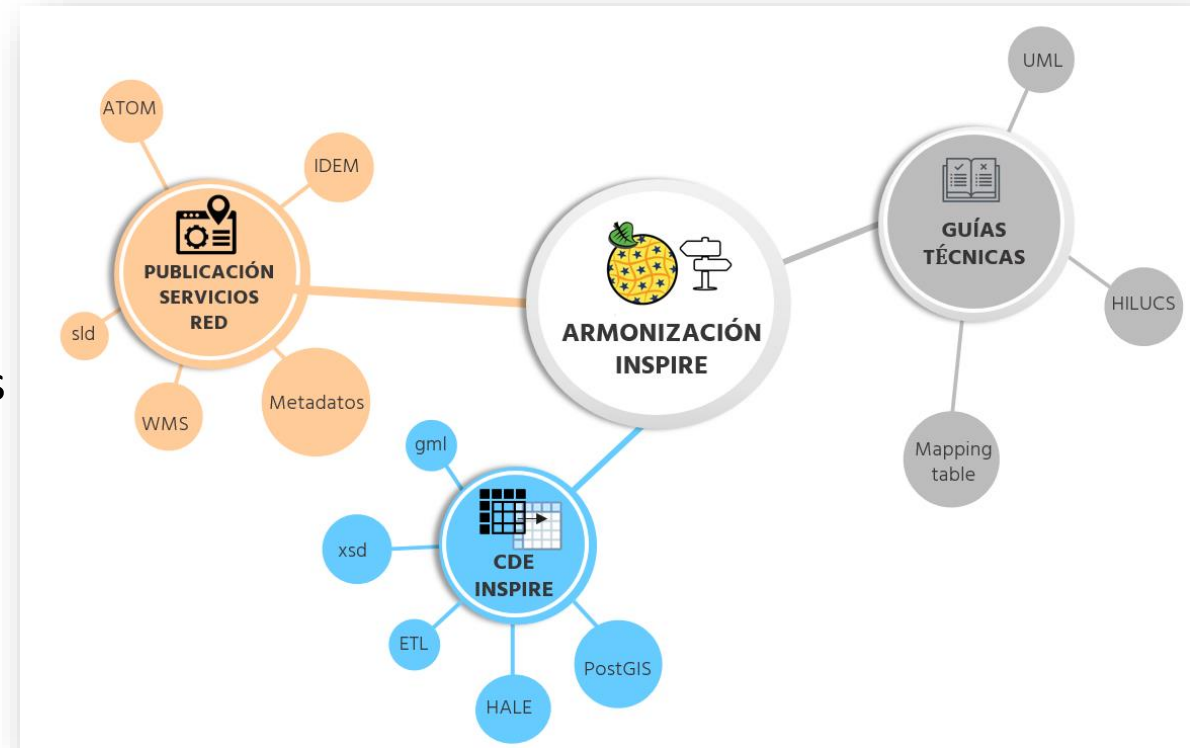 ATOM
IDEM
PUBLICACIÓN
SERVICIOS
RED
sld
WMS
Metadatos
ARMONIZACIÓN
INSPIRE
UML
GUÍAS
TÉCNICAS
HILUCS
Mapping
table
gml
xsd
CDE
INSPIRE
ETL
HALE
PostGIS
s